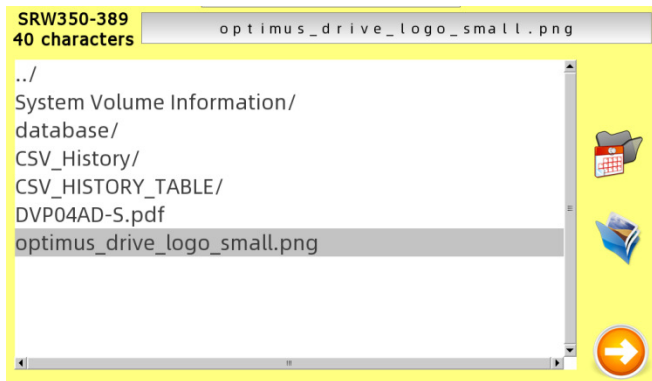 SRW350-389
40 characters
optimus_drive_logo_small.png
../
System Volume Information/
database/
CSV_History/
CSV_HISTORY_TABLE/
DVP04AD-S.pdf
optimus_drive_logo_small.png